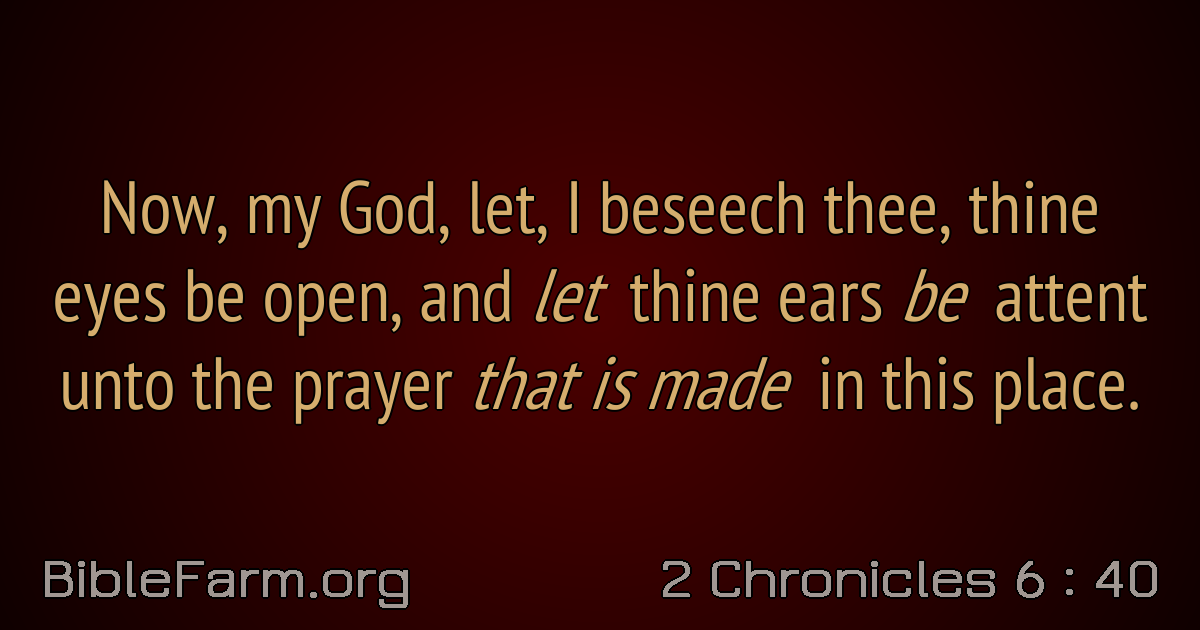 Now, my God, let, I beseech thee, thine
eyes be open, and let thine ears be attent
unto the prayer that is made in this place.
BibleFarm.org
2 Chronicles 6 : 40